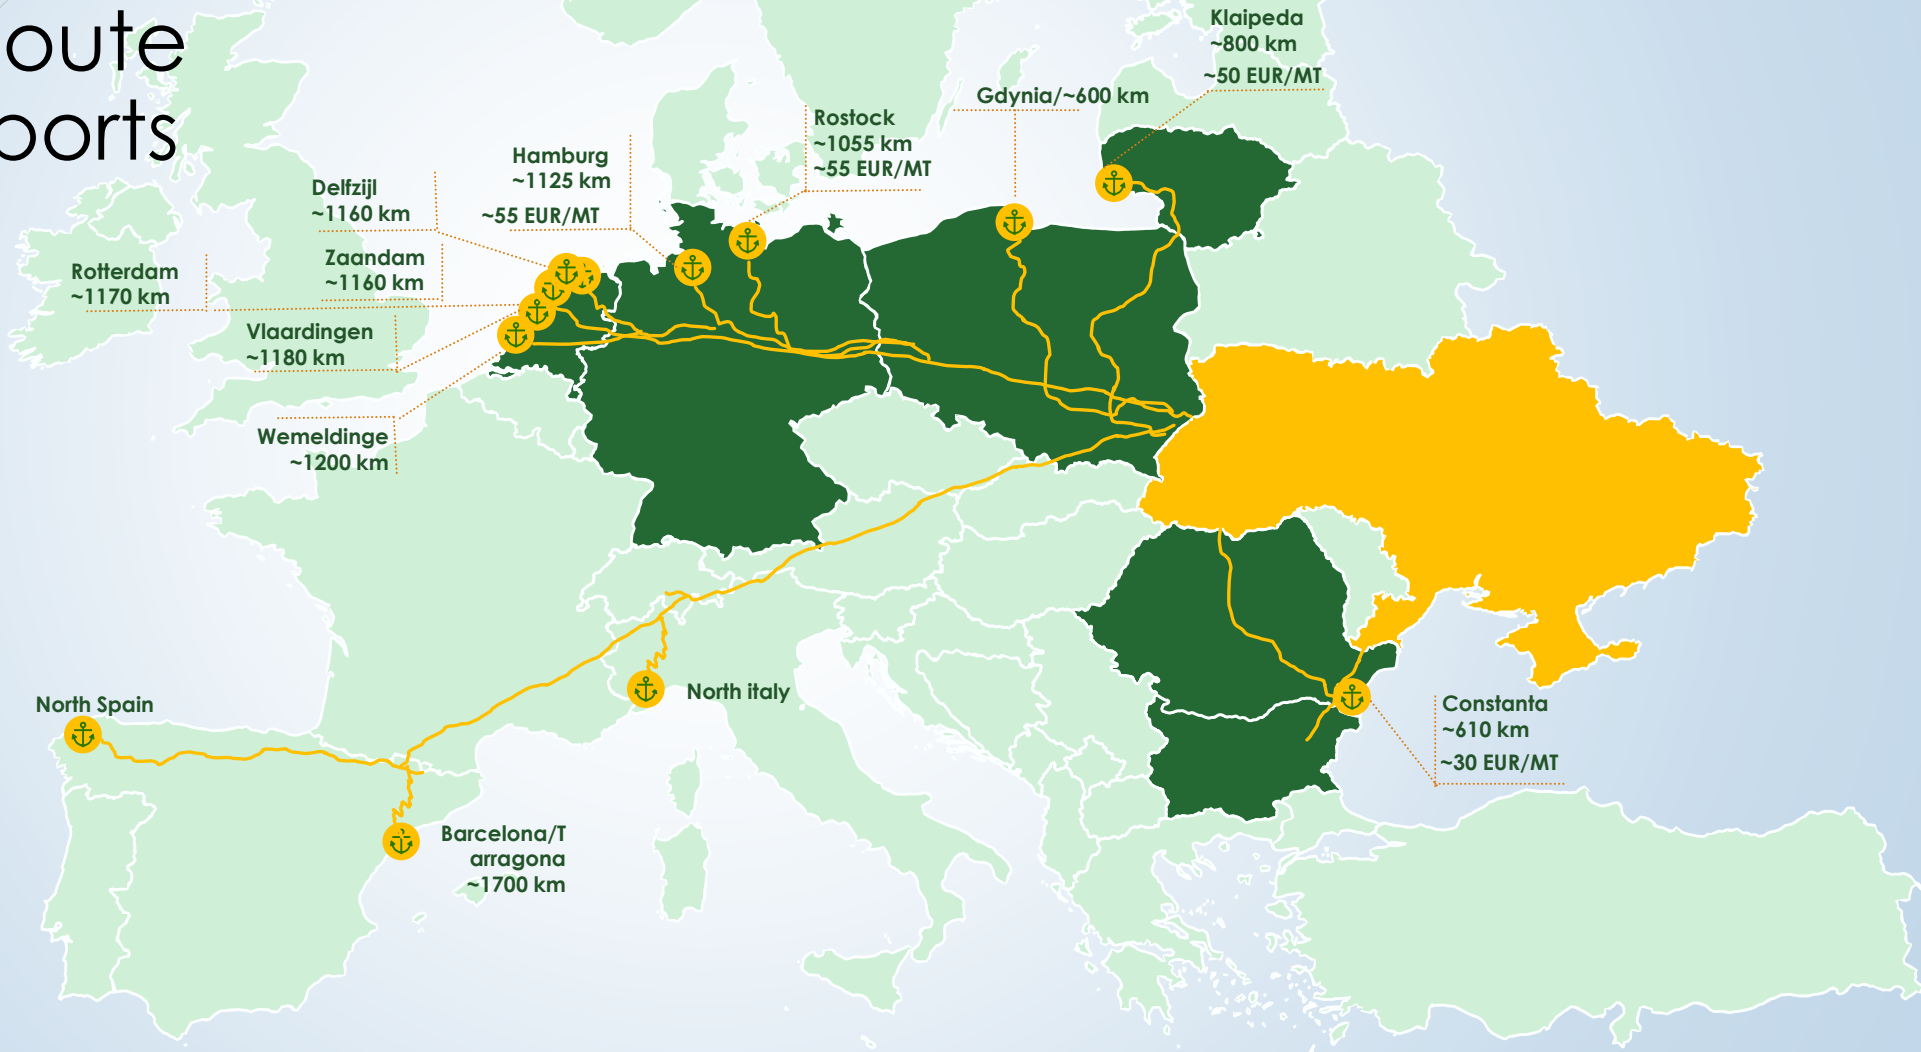 oute
ports
Klaipeda
~800 km
~50 EUR/MT
Gdynia/~600 km
Rostock
~1055 km
~55 EUR/MT
Hamburg
~1125 km
~55 EUR/MT
Delfzijl
~1160 km
Zaandam
~1160 km
Rotterdam
~1170 km
Vlaardingen
~1180 km
Wemeldinge
~1200 km
North Spain
North italy
Constanta
~610 km
~30 EUR/MT
Barcelona/T
arragona
~1700 km